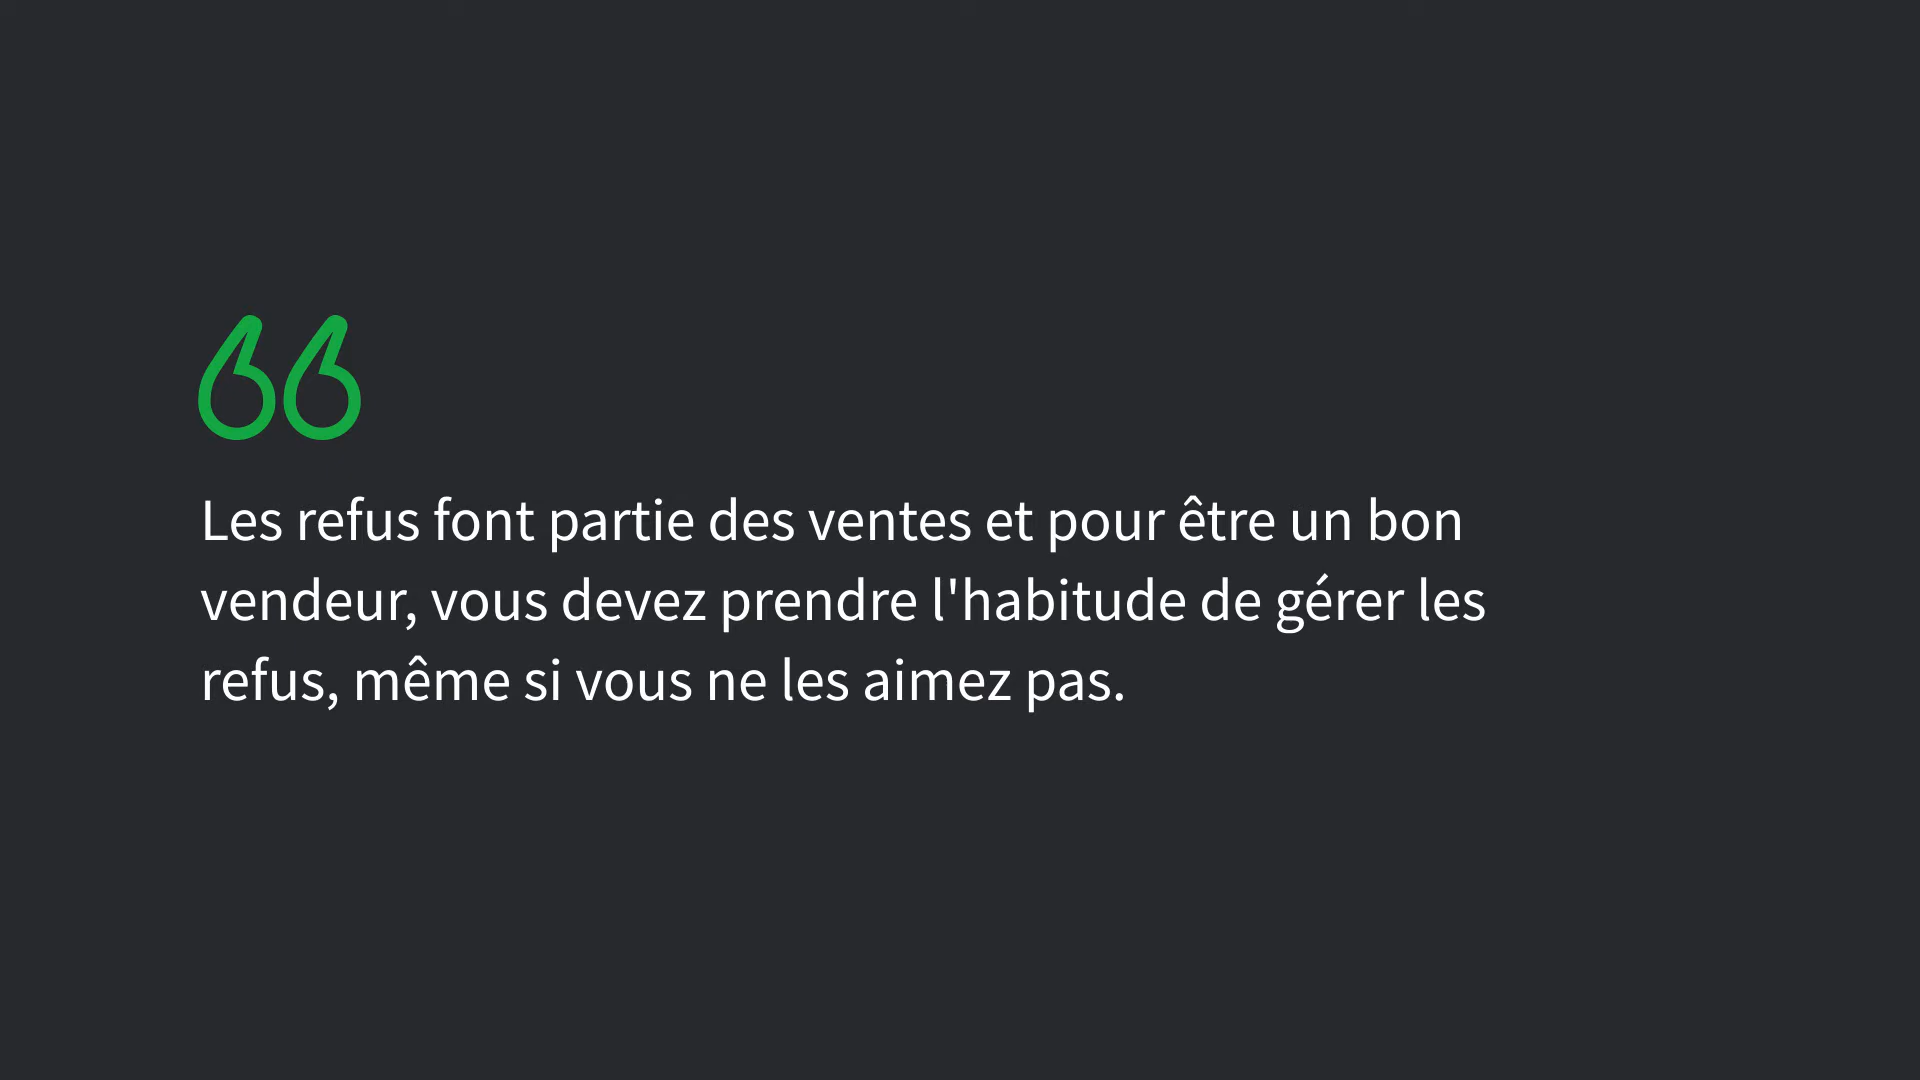 Les refus font partie des ventes et pour être un bon
vendeur, vous devez prendre l'habitude de gérer les
refus, même si vous ne les aimez pas.